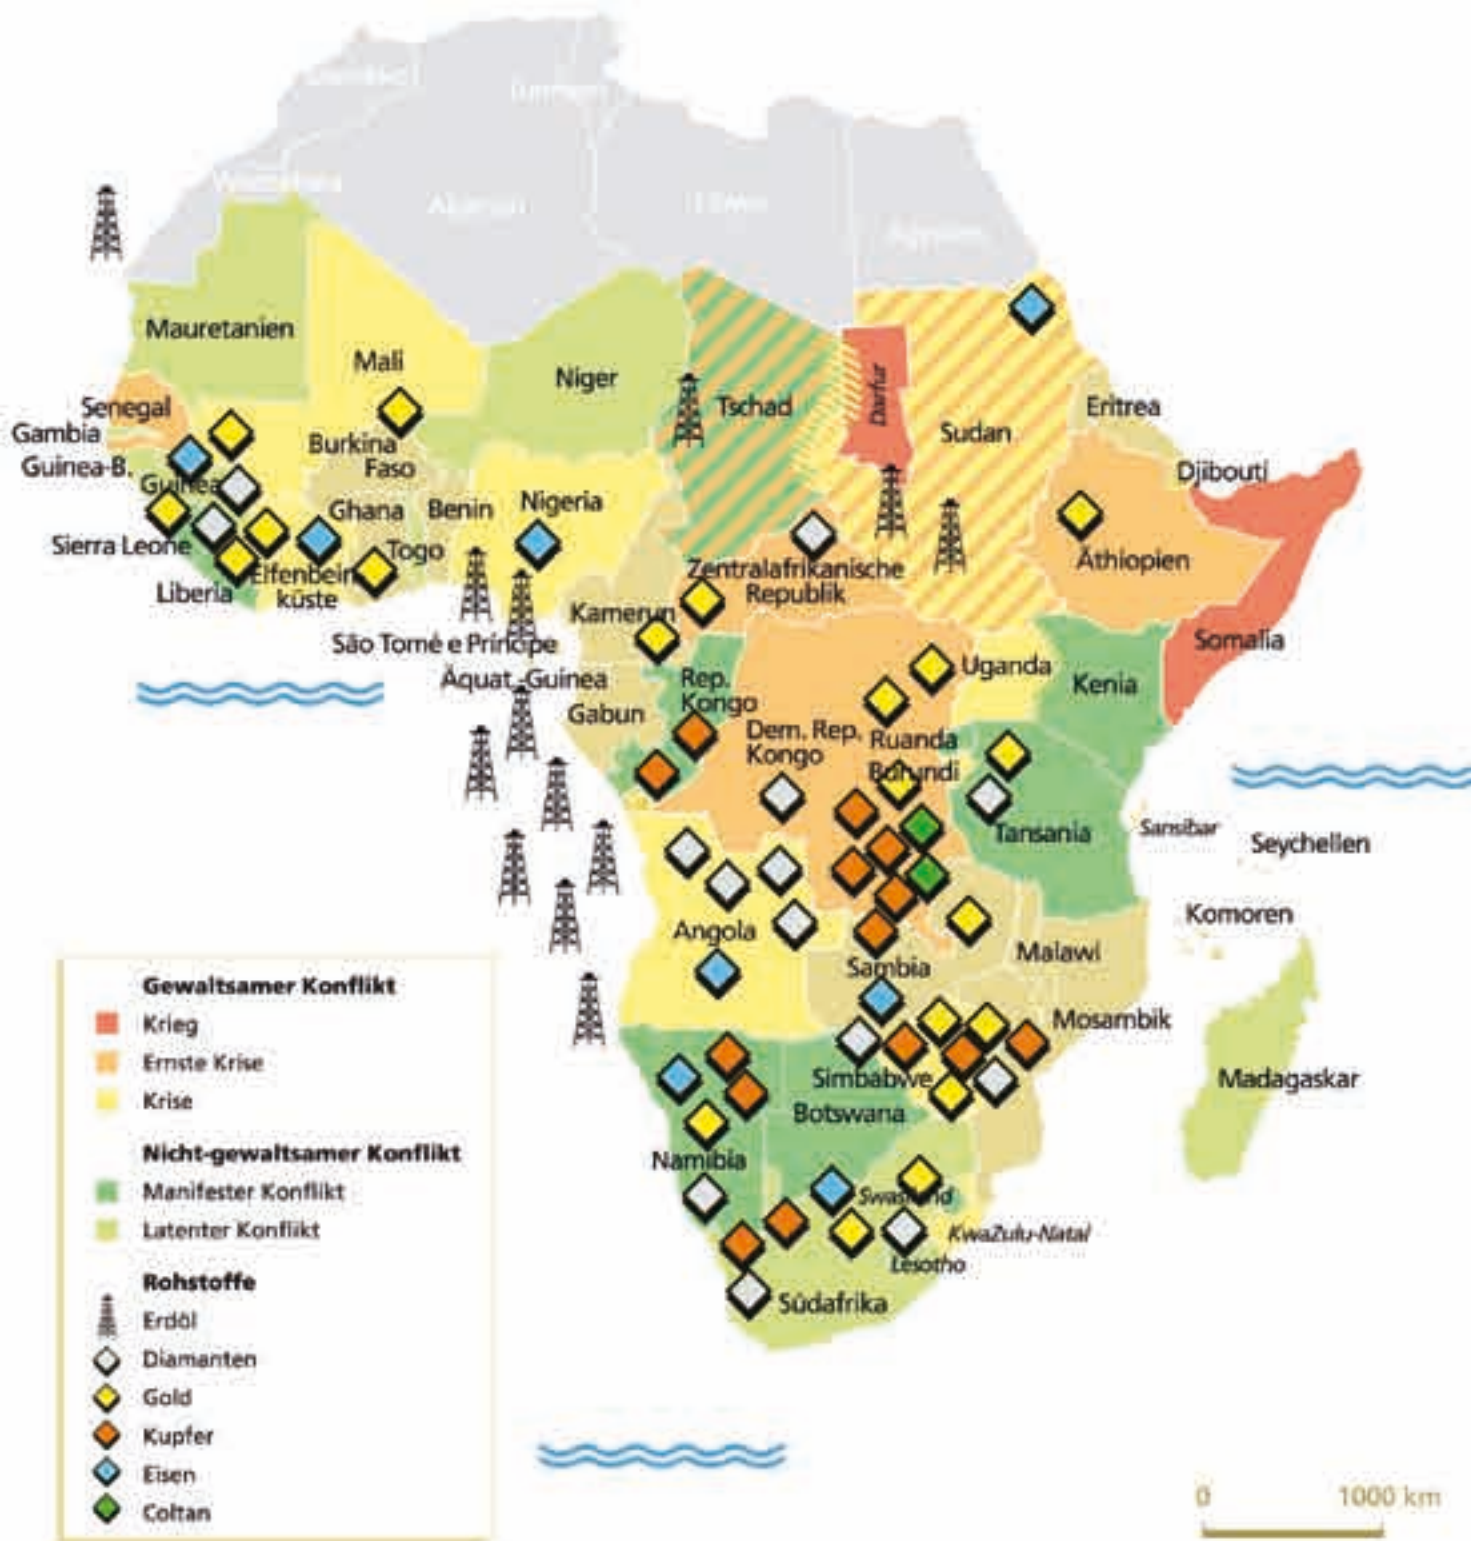 Mauretanien
Mali
Niger
Tschad
Darfur
Sudan
Eritrea
Senegal
Gambia
Guinea-B.
Guinea
Burkina
Faso
Djibouti
Ghana
Benin
Nigeria
Sierra Leone
Togo
Äthiopien
Elfenbein
küste
Liberia
Zentralafrikanische
Republik
Kamerun
São Tomé e Príncipe
Somalia
Uganda
Äquat.-Guinea
Rep.
Kongo
Kenia
Gabun
Dem. Rep.
Kongo
Ruanda
Burundi
Tansania
Sansibar
Seychellen
Komoren
Angola
Malawi
Sambia
Mosambik
Simbabwe
Botswana
Madagaskar
Namibia
Swasiland
KwaZulu-Natal
Lesotho
Südafrika
Gewaltsamer Konflikt
Krieg
Ernste Krise
Krise
Nicht-gewaltsamer Konflikt
Manifester Konflikt
Latenter Konflikt
Rohstoffe
Erdöl
Diamanten
Gold
Kupfer
Eisen
Coltan
0 1000 km